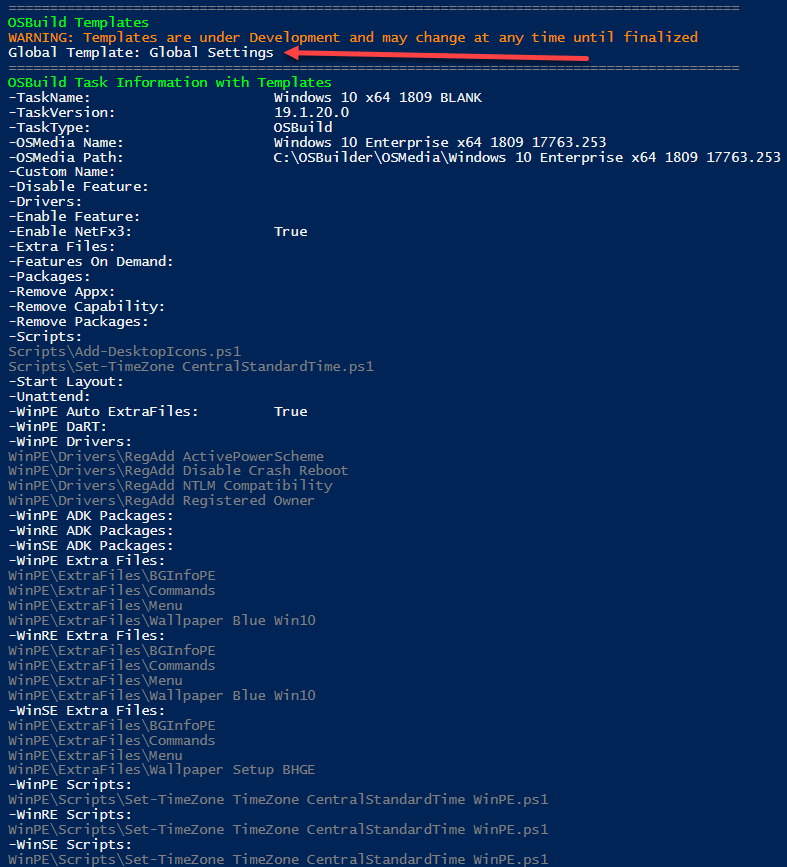 ================================================================================
OSBuild Templates
WARNING: Templates are under Development and may change at any time until finalized
Global Template: Global Settings
================================================================================
OSBuild Task Information with Templates
-TaskName: Windows 10 x64 1809 BLANK
-TaskVersion: 19.1.20.0
-TaskType: OSBuild
-OSMedia Name: Windows 10 Enterprise x64 1809 17763.253
-OSMedia Path: C:\OSBuilder\OSMedia\Windows 10 Enterprise x64 1809 17763.253
-Custom Name:
-Disable Feature:
-Drivers:
-Enable Feature:
-Enable NetFx3: True
-Extra Files:
-Features On Demand:
-Packages:
-Remove Appx:
-Remove Capability:
-Remove Packages:
-Scripts:
Scripts\Add-DesktopIcons.ps1
Scripts\Set-TimeZone CentralStandardTime.ps1
-Start Layout:
-Unattend:
-WinPE Auto ExtraFiles: True
-WinPE DaRT:
-WinPE Drivers:
WinPE\Drivers\RegAdd ActivePowerScheme
WinPE\Drivers\RegAdd Disable Crash Reboot
WinPE\Drivers\RegAdd NTLM Compatibility
WinPE\Drivers\RegAdd Registered Owner
-WinPE ADK Packages:
-WinRE ADK Packages:
-WinSE ADK Packages:
-WinPE Extra Files:
WinPE\ExtraFiles\BGInfoPE
WinPE\ExtraFiles\Commands
WinPE\ExtraFiles\Menu
WinPE\ExtraFiles\Wallpaper Blue Win10
-WinRE Extra Files:
WinPE\ExtraFiles\BGInfoPE
WinPE\ExtraFiles\Commands
WinPE\ExtraFiles\Menu
WinPE\ExtraFiles\Wallpaper Blue Win10
-WinSE Extra Files:
WinPE\ExtraFiles\BGInfoPE
WinPE\ExtraFiles\Commands
WinPE\ExtraFiles\Menu
WinPE\ExtraFiles\Wallpaper Setup BHGE
-WinPE Scripts:
WinPE\Scripts\Set-TimeZone TimeZone CentralStandardTime WinPE.ps1
-WinRE Scripts:
WinPE\Scripts\Set-TimeZone TimeZone CentralStandardTime WinPE.ps1
-WinSE Scripts:
WinPE\Scripts\Set-TimeZone TimeZone CentralStandardTime WinPE.ps1